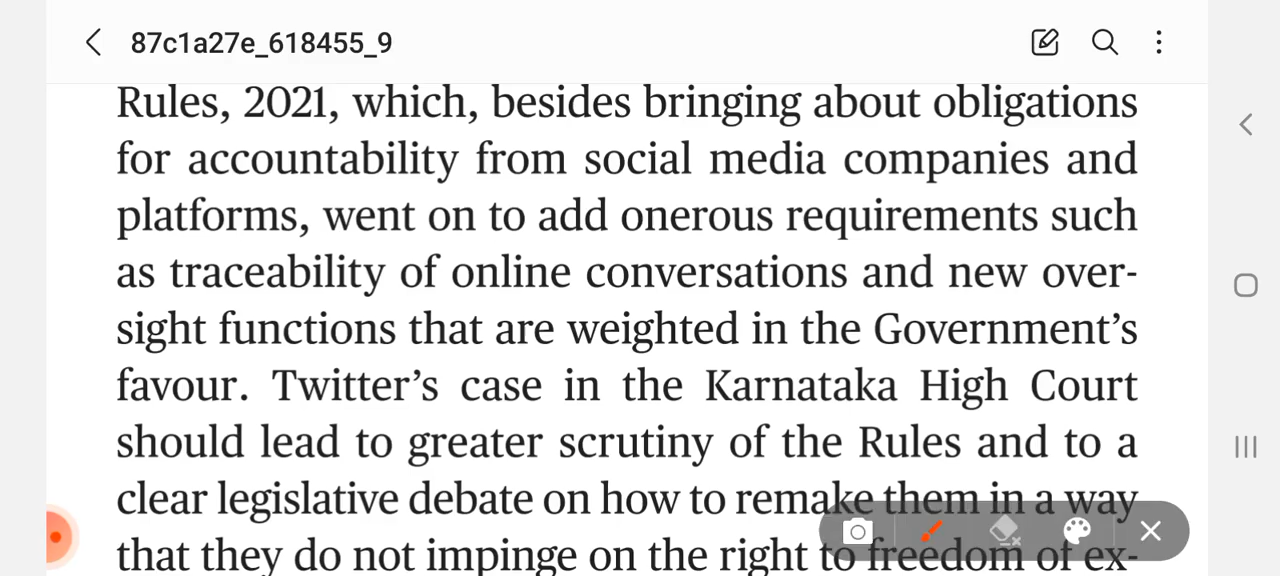 87c1a27e_618455_9
Rules, 2021, which, besides bringing about obligations
for accountability from social media companies and
platforms, went on to add onerous requirements such
as traceability of online conversations and new over-
sight functions that are weighted in the Government’s
favour. Twitter’s case in the Karnataka High Court
should lead to greater scrutiny of the Rules and to a
clear legislative debate on how to remake them in a way
that they do not impinge on the right to freedom of ex-